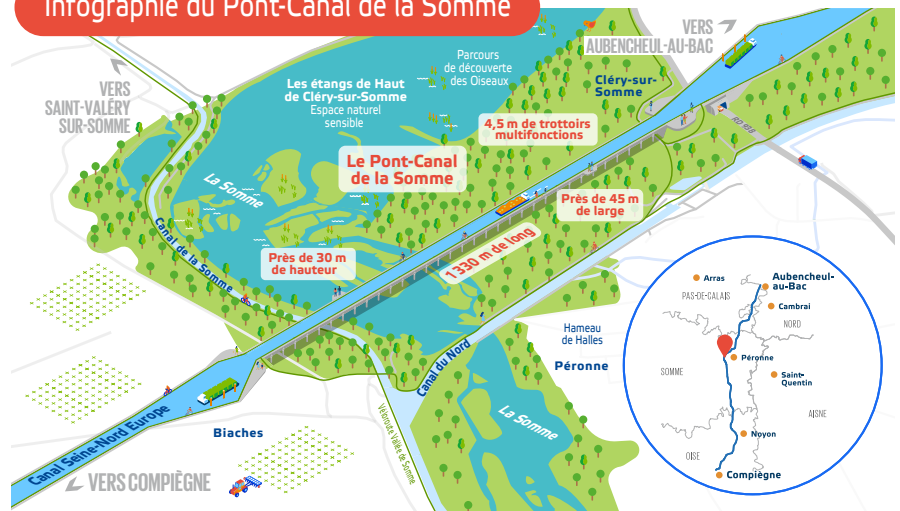 Infographie du Pont-Canal de la Somme
VERS
AUBENCHEUL-AU-BAC
Parcours
de découverte
des Oiseaux
VERS
SAINT-VALÉRY
SUR-SOMME
Les étangs de Haut
de Cléry-sur-Somme
Espace naturel
sensible
Cléry-sur-
Somme
4,5 m de trottoirs
multifonctions
Le Pont-Canal
de la Somme
La Somme
Près de 45 m
de large
Canal de la Somme
Près de 30 m
de hauteur
1 330 m de long
Arras
Aubencheul-
au-Bac
PAS-DE-CALAIS
Cambrai
NORD
Hameau
de Halles
Péronne
Canal du Nord
Péronne
SOMME
Saint-
Quentin
AISNE
La Somme
Canal Seine-Nord Europe
Biaches
Noyon
OISE
Compiègne
VERS COMPIÈGNE